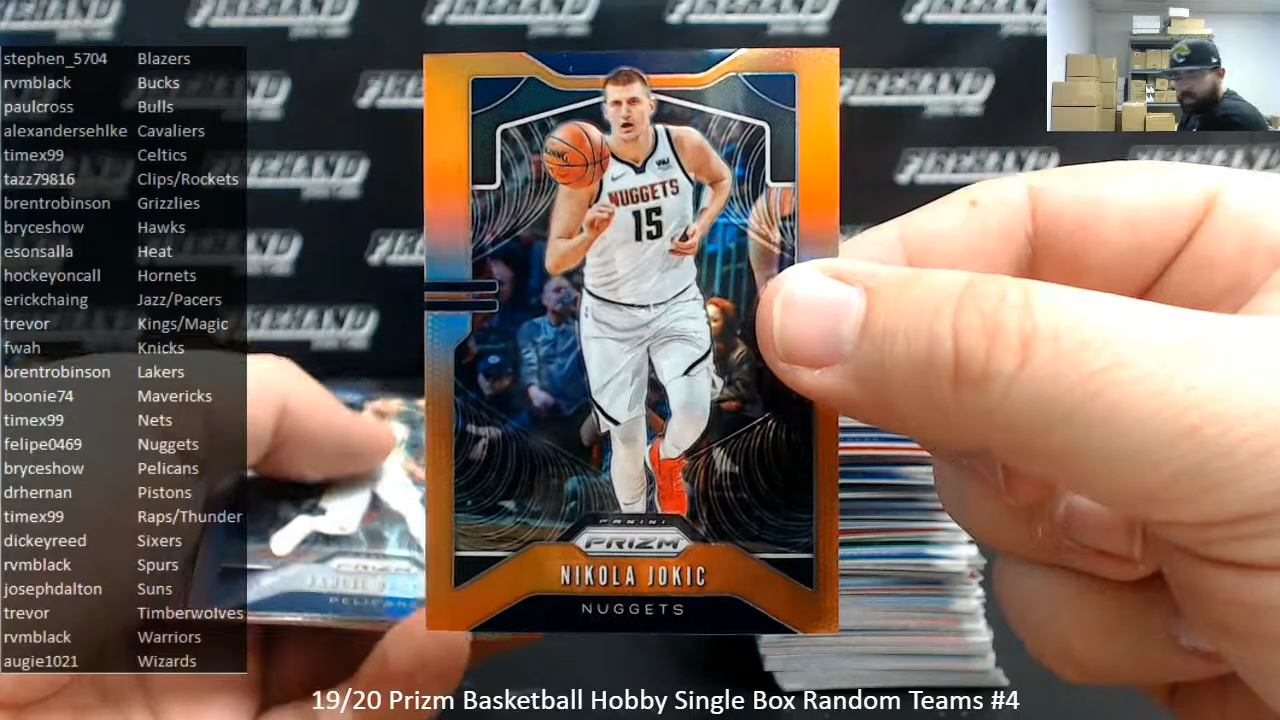 stephen_5704 Blazers
rvmblack Bucks
paulcross Bulls
alexandersehlke Cavaliers
timex99 Celtics
tazz79816 Clips/Rockets
brentrobinson Grizzlies
bryceshow Hawks
esonsalla Heat
hockeyoncall Hornets
erickchaing Jazz/Pacers
trevor Kings/Magic
fwah Knicks
brentrobinson Lakers
boonie74 Mavericks
timex99 Nets
felipe0469 Nuggets
bryceshow Pelicans
drhernan Pistons
timex99 Raps/Thunder
dickeyreed Sixers
rvmblack Spurs
josephdalton Suns
trevor Timberwolves
rvmblack Warriors
augie1021 Wizards
FIREHAND
SPALDING
NUGGETS
15
PANINI
PRIZM
NIKOLA JOKIC
NUGGETS
PRIZM
PELICANS
19/20 Prizm Basketball Hobby Single Box Random Teams #4